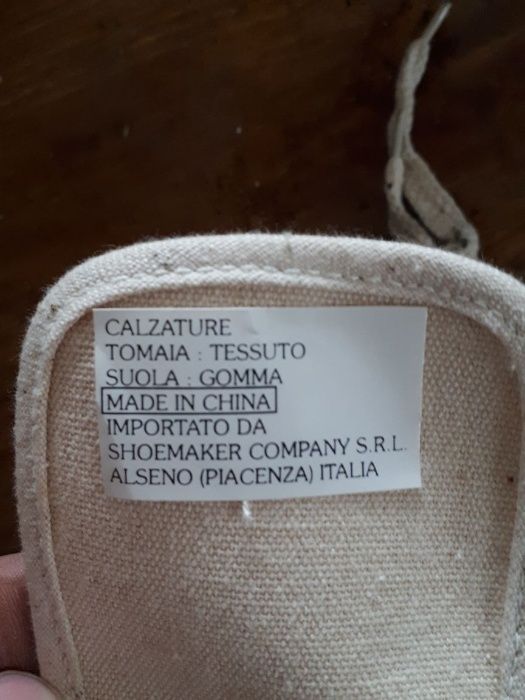 CALZATURE
TOMAIA : TESSUTO
SUOLA : GOMMA
MADE IN CHINA
IMPORTATO DA
SHOEMAKER COMPANY S.R.L.
ALSENO (PIACENZA) ITALIA